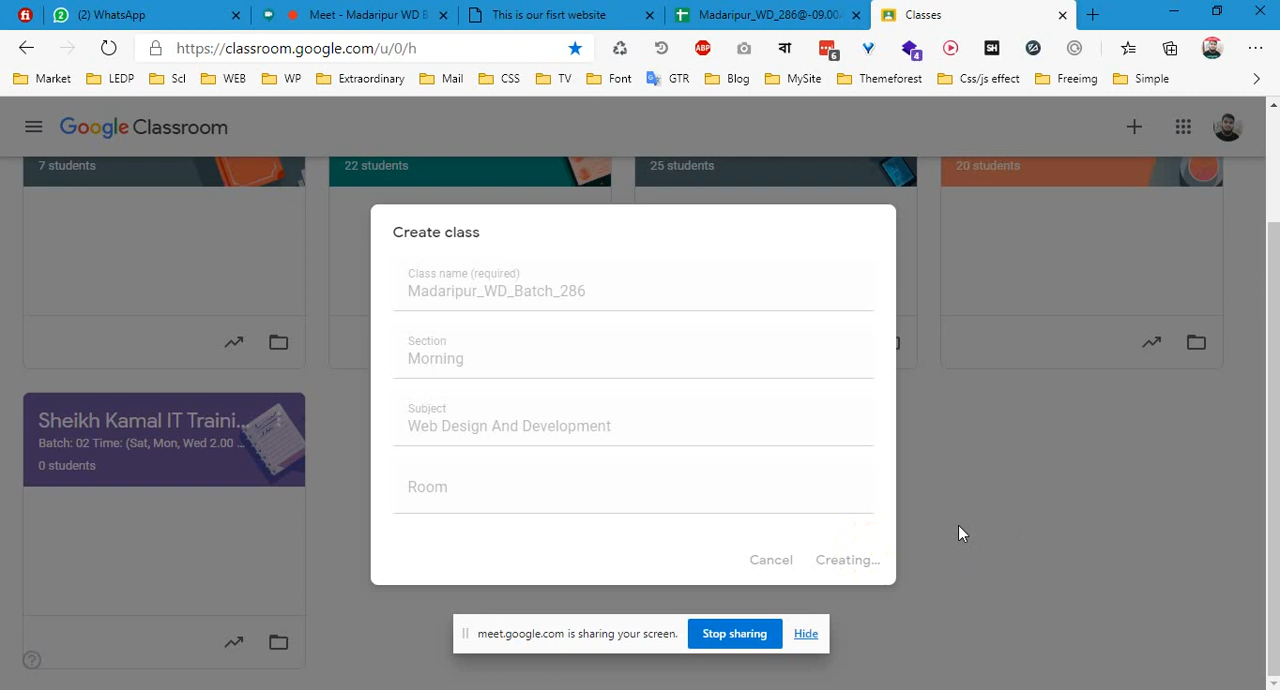 (2) WhatsApp
Meet - Madaripur WD B
This is our fisrt website
Madaripur_WD_286@-09.00
Classes
https://classroom.google.com/u/0/h
ABP
বা
6
4
SH
Market
LEDP
Scl
WEB
WP
Extraordinary
Mail
CSS
TV
Font
GTR
Blog
MySite
Themeforest
Css/js effect
Freeimg
Simple
Google Classroom
7 students
22 students
25 students
20 students
Create class
Class name (required)
Madaripur_WD_Batch_286
Section
Morning
Subject
Web Design And Development
Room
Cancel
Creating...
Sheikh Kamal IT Traini...
Batch: 02 Time: (Sat, Mon, Wed 2.00 ...
0 students
meet.google.com is sharing your screen.
Stop sharing
Hide